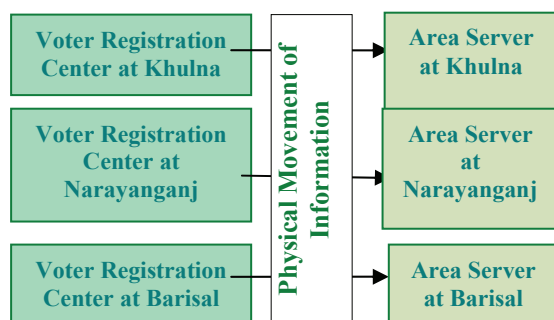 Voter Registration
Center at Khulna
Voter Registration
Center at
Narayanganj
Voter Registration
Center at Barisal
Physical Movement of
Information
Area Server
at Khulna
Area Server
at
Narayanganj
Area Server
at Barisal